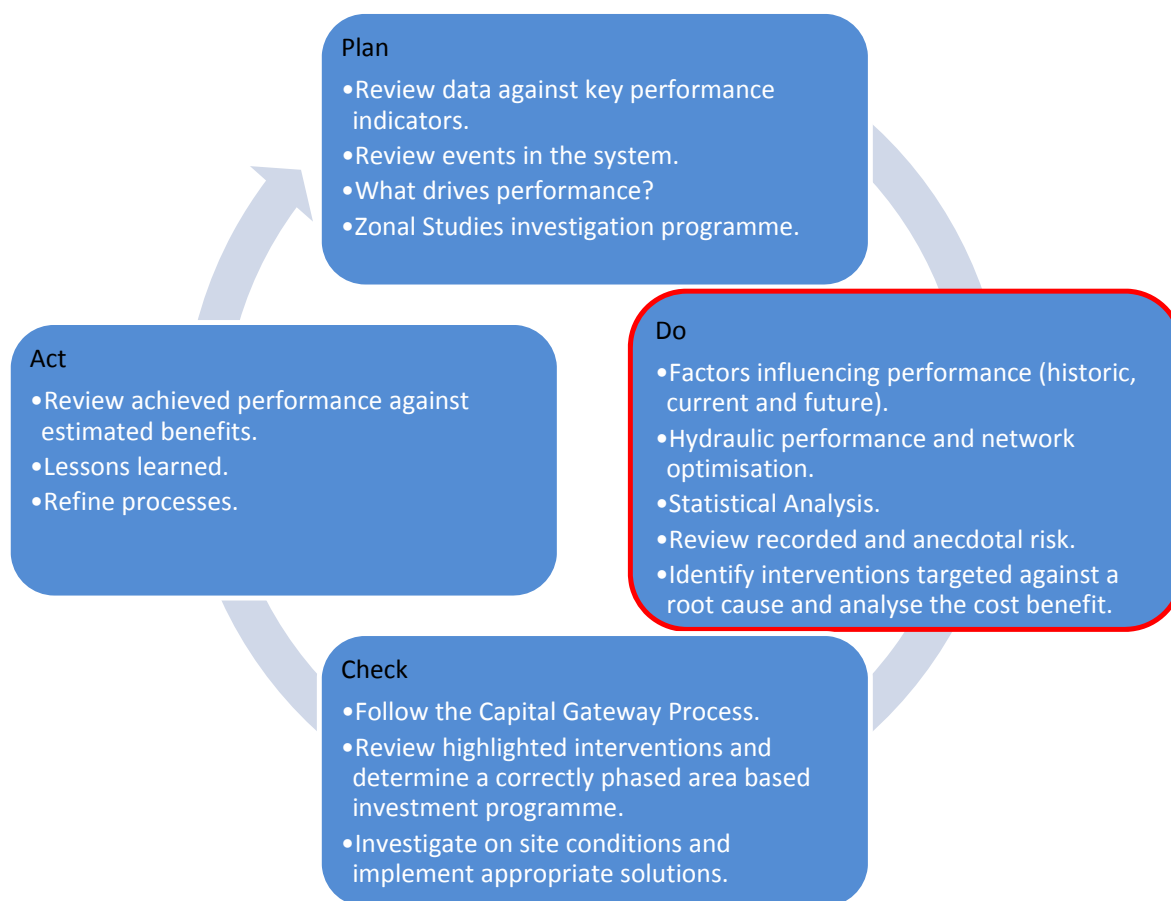 Plan
•Review data against key performance
indicators.
•Review events in the system.
•What drives performance?
•Zonal Studies investigation programme.
Do
•Factors influencing performance (historic,
current and future).
•Hydraulic performance and network
optimisation.
•Statistical Analysis.
•Review recorded and anecdotal risk.
•Identify interventions targeted against a
root cause and analyse the cost benefit.
Check
•Follow the Capital Gateway Process.
•Review highlighted interventions and
determine a correctly phased area based
investment programme.
•Investigate on site conditions and
implement appropriate solutions.
Act
•Review achieved performance against
estimated benefits.
•Lessons learned.
•Refine processes.